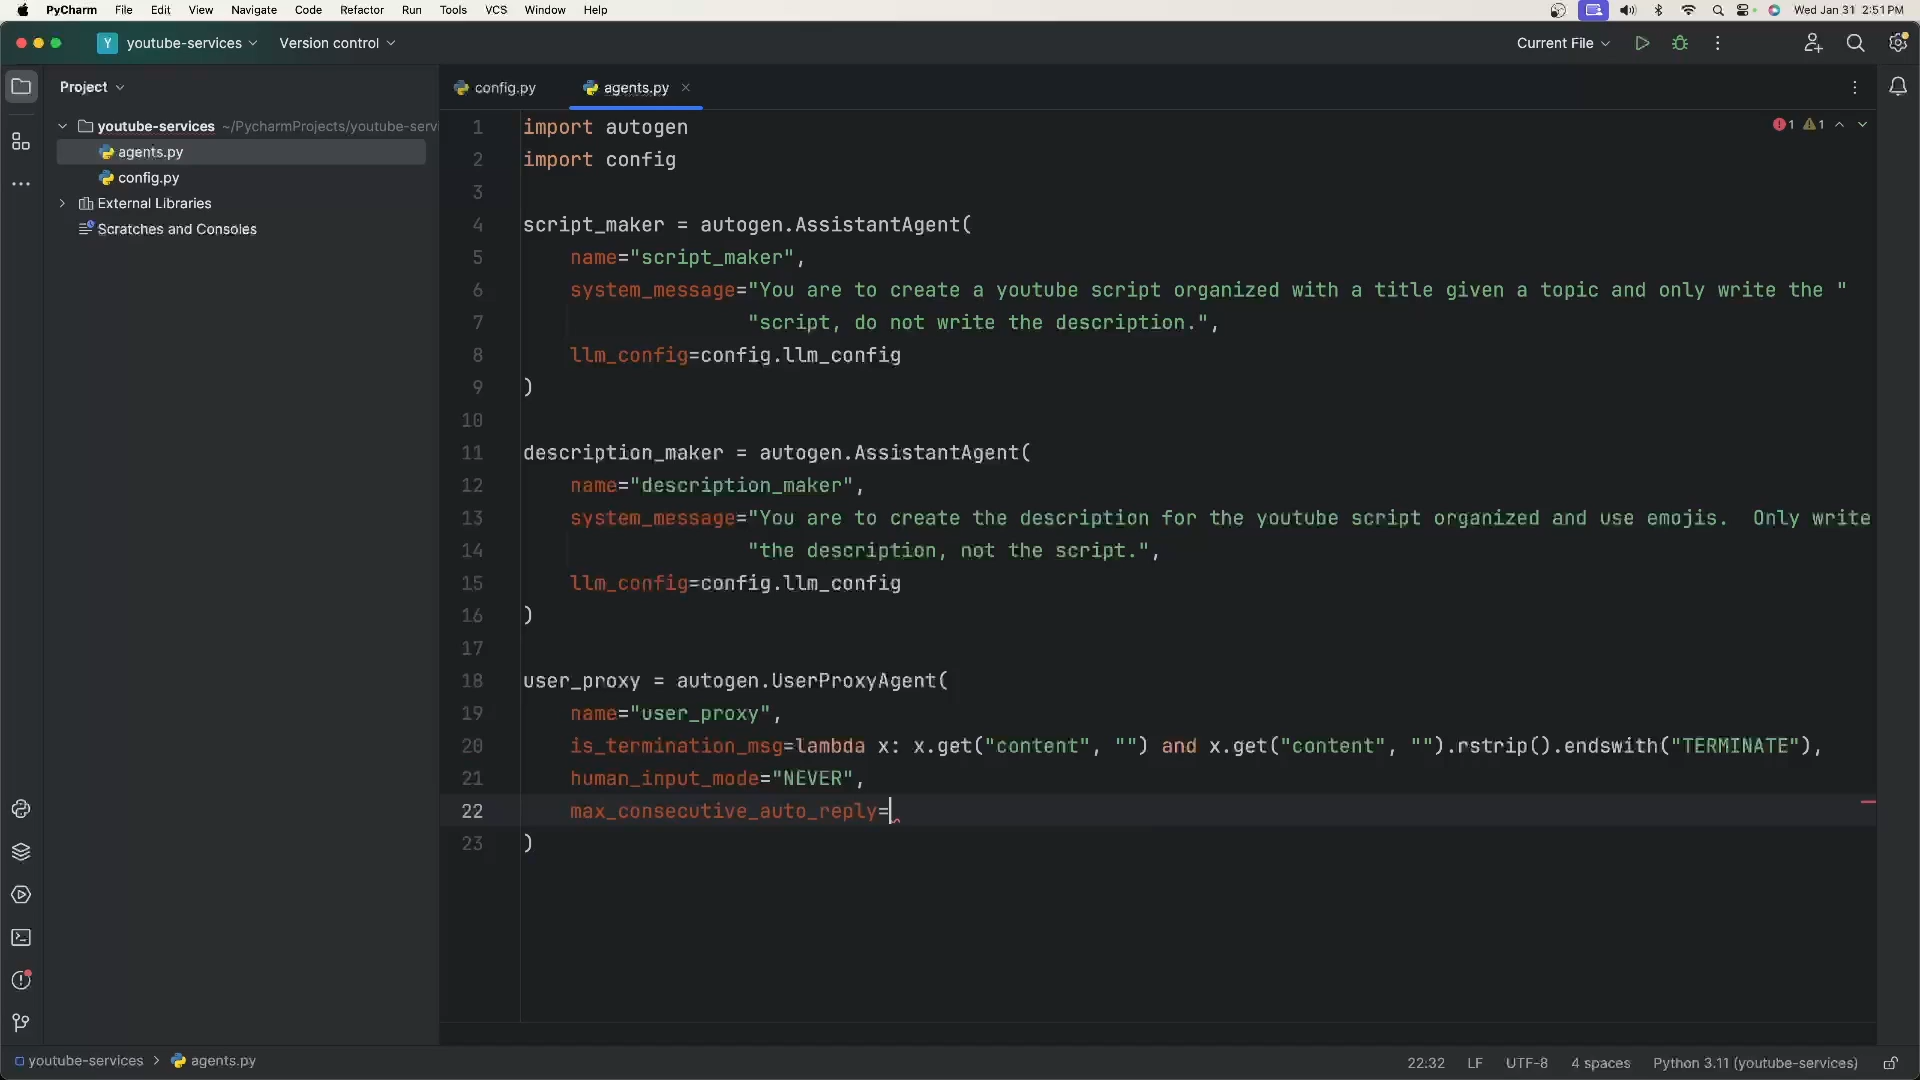 PyCharm File Edit View Navigate Code Refactor Run Tools VCS Window Help Wed Jan 31 2:51 PM
Y youtube-services Version control Current File
Project
config.py agents.py
youtube-services ~/PycharmProjects/youtube-servi
agents.py
config.py
External Libraries
Scratches and Consoles
1 1
1 import autogen
2 import config
3
4 script_maker = autogen.AssistantAgent(
5 name="script_maker",
6 system_message="You are to create a youtube script organized with a title given a topic and only write the "
7 "script, do not write the description.",
8 llm_config=config.llm_config
9 )
10
11 description_maker = autogen.AssistantAgent(
12 name="description_maker",
13 system_message="You are to create the description for the youtube script organized and use emojis.  Only write
14 "the description, not the script.",
15 llm_config=config.llm_config
16 )
17
18 user_proxy = autogen.UserProxyAgent(
19 name="user_proxy",
20 is_termination_msg=lambda x: x.get("content", "") and x.get("content", "").rstrip().endswith("TERMINATE"),
21 human_input_mode="NEVER",
22 max_consecutive_auto_reply=
23 )
youtube-services > agents.py 22:32 LF UTF-8 4 spaces Python 3.11 (youtube-services)